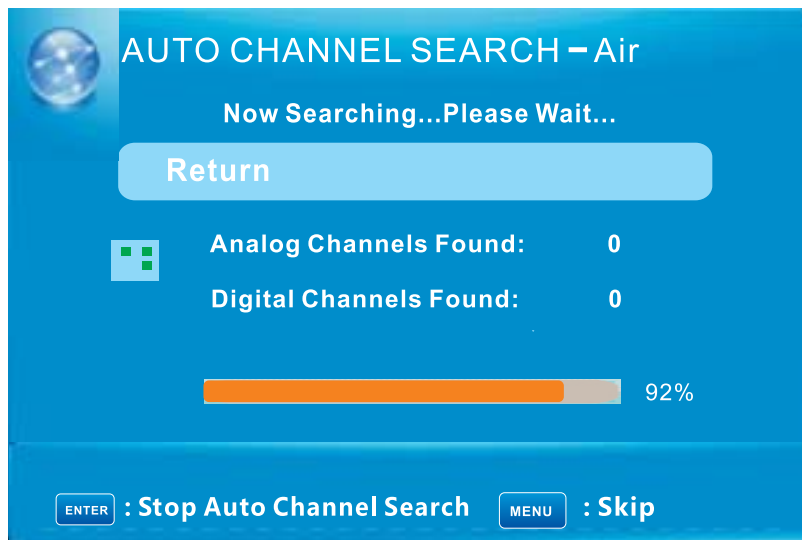 AUTO CHANNEL SEARCH – Air
Now Searching...Please Wait...
Return
Analog Channels Found: 0
Digital Channels Found: 0
92%
ENTER : Stop Auto Channel Search MENU : Skip